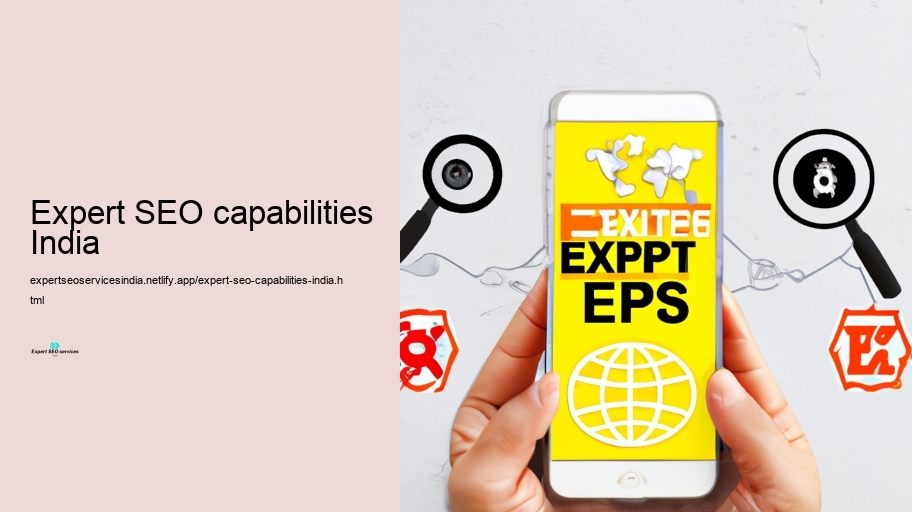 Expert SEO capabilities
India
expertseoservicesindia.netlify.app/expert-seo-capabilities-india.h
tml
Expert SEO services
EXPPT
EPS